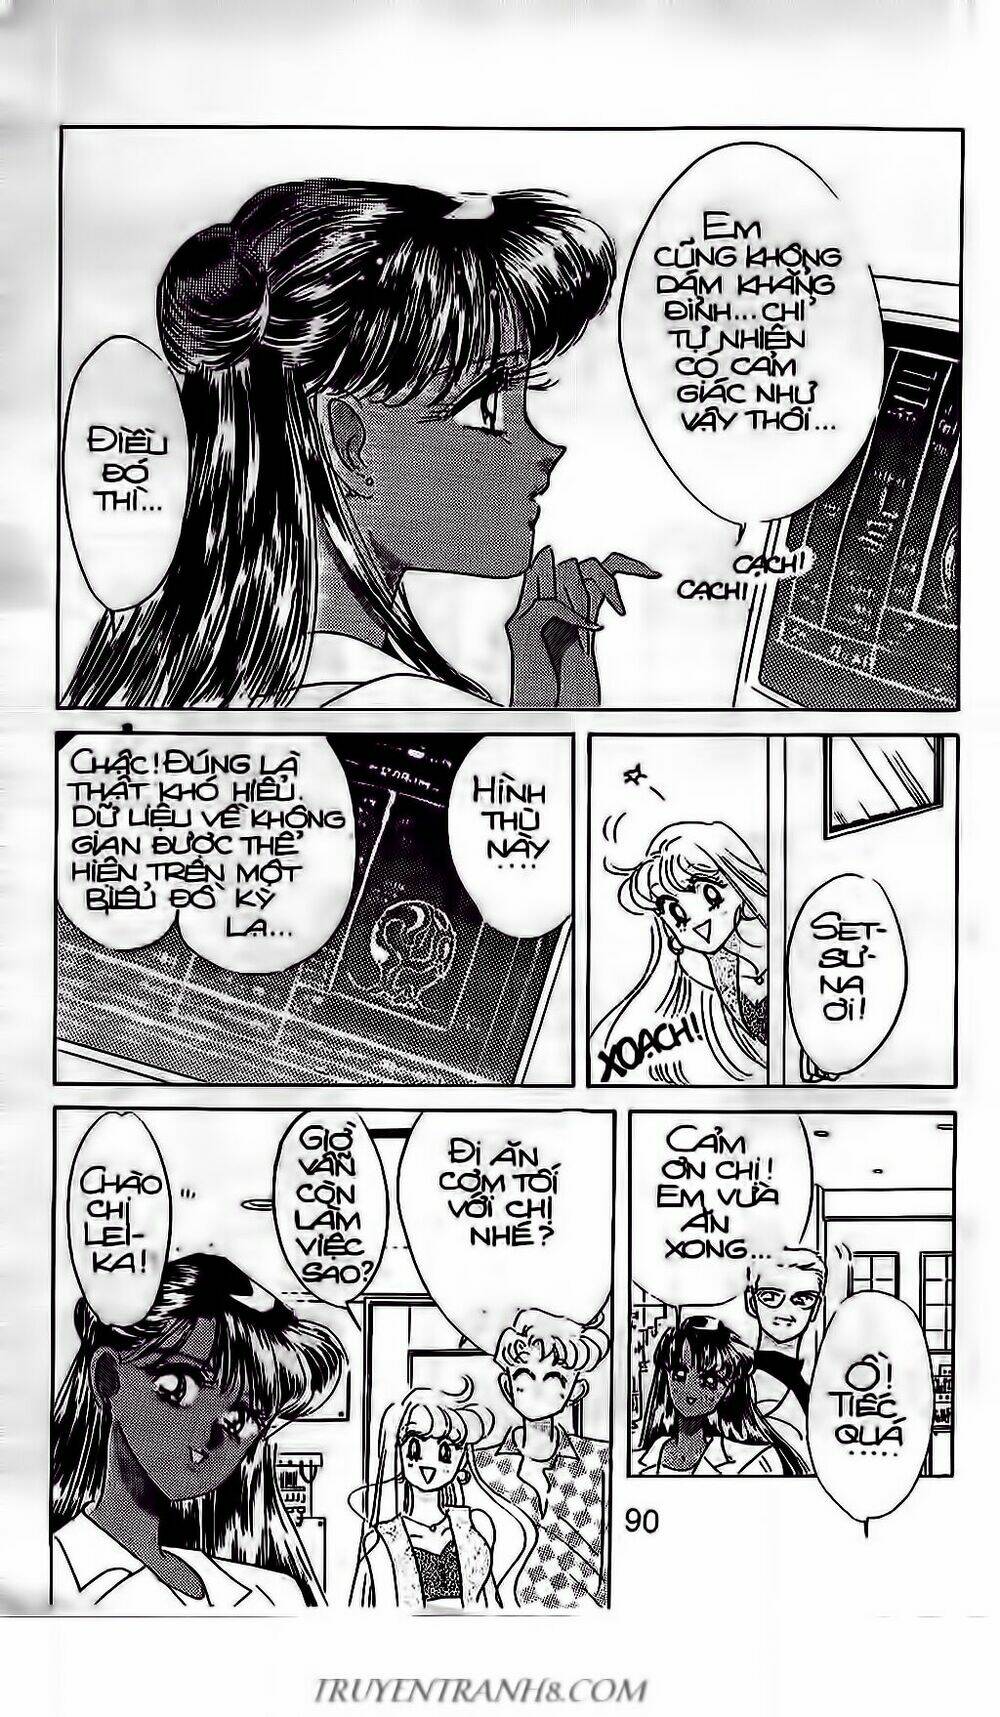 EM
CŨNG KHÔNG
DÁM KHẲNG
ĐỊNH... CHỈ
TỰ NHIÊN
CÓ CẢM
GIÁC NHƯ
VẬY THÔI...
ĐIỀU
ĐÓ
THÌ...
CẠCH!
CẠCH!
CHẬC! ĐÚNG LÀ
THẬT KHÓ HIỂU.
DỮ LIỆU VỀ KHÔNG
GIAN ĐƯỢC THỂ
HIỆN TRÊN MỘT
BIỂU ĐỒ KỲ
LẠ...
HÌNH
THÙ
NÀY
....
SET-
SƯ-
NA
ƠI!
XOẠCH!
CHÀO
CHỊ
LEI-
KA!
GIỜ
VẪN
CÒN
LÀM
VIỆC
SAO?
ĐI ĂN
CƠM TỐI
VỚI CHỊ
NHÉ?
CẢM
ƠN CHỊ!
EM VỪA
ĂN
XONG...
Ồ!
TIẾC
QUÁ
.....
90
TRUYENTRANH8.COM